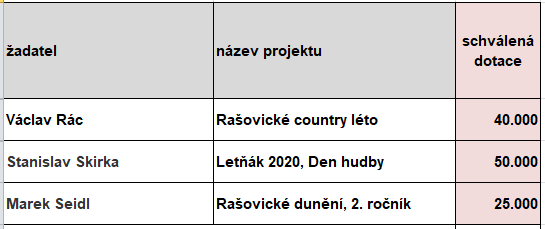 žadatel název projektu schválená
dotace
Václav Rác Rašovické country léto 40.000
Stanislav Skirka Letňák 2020, Den hudby 50.000
Marek Seidl Rašovické dunění, 2. ročník 25.000